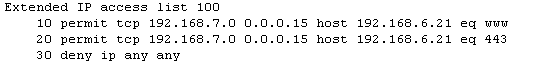 Extended IP access list 100
10 permit tcp 192.168.7.0 0.0.0.15 host 192.168.6.21 eq www
20 permit tcp 192.168.7.0 0.0.0.15 host 192.168.6.21 eq 443
30 deny ip any any